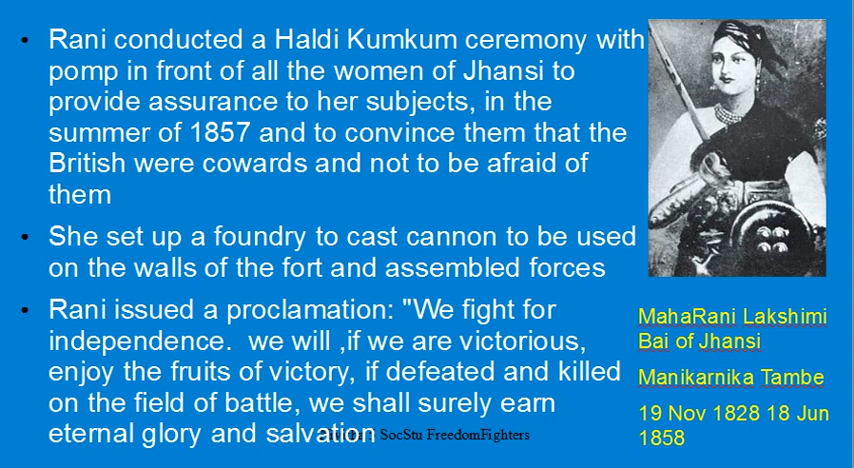 Rani conducted a Haldi Kumkum ceremony with
pomp in front of all the women of Jhansi to
provide assurance to her subjects, in the
summer of 1857 and to convince them that the
British were cowards and not to be afraid of
them
She set up a foundry to cast cannon to be used
on the walls of the fort and assembled forces
Rani issued a proclamation: "We fight for
independence.  we will ,if we are victorious,
enjoy the fruits of victory, if defeated and killed
on the field of battle, we shall surely earn
eternal glory and salvation
SocStu FreedomFighters
MahaRani Lakshimi
Bai of Jhansi
Manikarnika Tambe
19 Nov 1828 18 Jun
1858